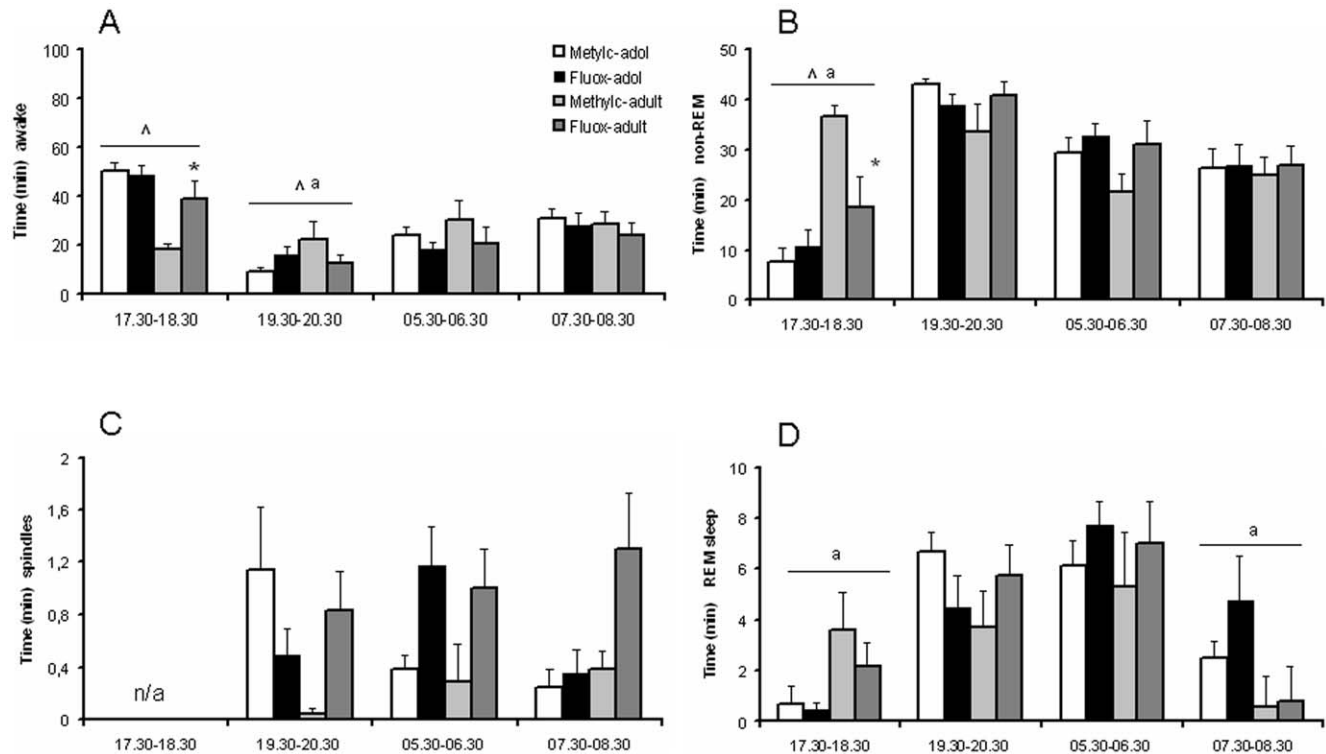 A
Time (min) awake
100
80
60
40
20
0
^
*
^ a
Metylc-adol
Fluox-adol
Methylc-adult
Fluox-adult
17.30-18.30 19.30-20.30 05.30-06.30 07.30-08.30
B
Time (min) non-REM
50
40
30
20
10
0
^ a
*
17.30-18.30 19.30-20.30 05.30-06.30 07.30-08.30
C
Time (min) spindles
2
1,6
1,2
0,8
0,4
0
n/a
17.30-18.30 19.30-20.30 05.30-06.30 07.30-08.30
D
Time (min) REM sleep
10
8
6
4
2
0
a
a
17.30-18.30 19.30-20.30 05.30-06.30 07.30-08.30